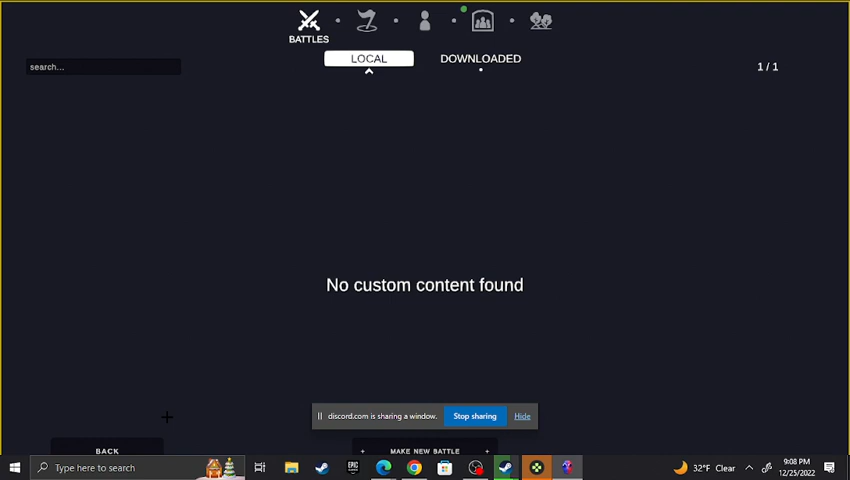 BATTLES
LOCAL
DOWNLOADED
search...
1 / 1
No custom content found
discord.com is sharing a window.
Stop sharing
Hide
BACK
+ MAKE NEW BATTLE +
Type here to search
EPIC
32°F Clear
9:08 PM
12/25/2022